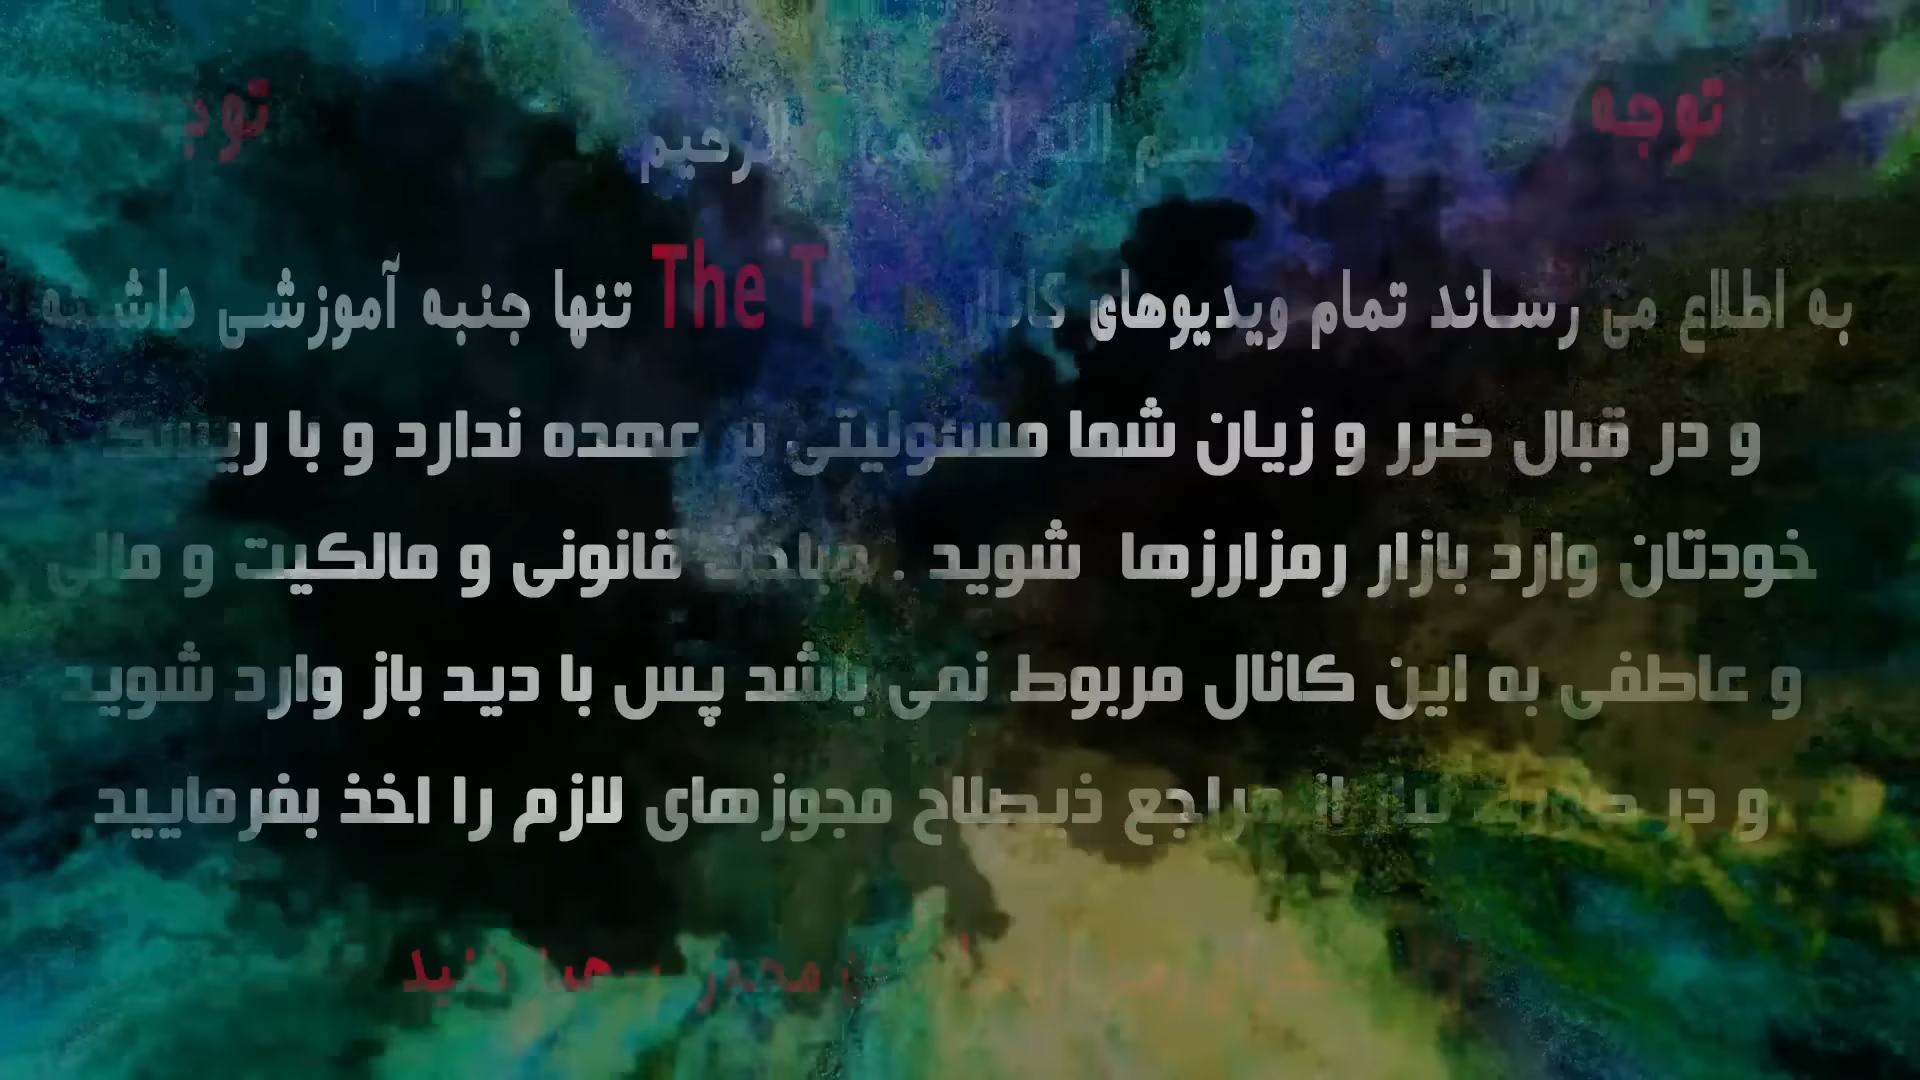 توجه
توجه
بسم الله الرحمن الرحیم
به اطلاع می رساند تمام ویدیوهای کانال The تنها جنبه آموزشی داشته
و در قبال ضرر و زیان شما مسئولیتی بر عهده ندارد و با ریسک
خودتان وارد بازار رمزارزها شوید . مباحث قانونی و مالکیت و مالی
و عاطفی به این کانال مربوط نمی باشد پس با دید باز وارد شوید
و در صورت نیاز از مراجع ذیصلاح مجوزهای لازم را اخذ بفرمایید
کنید